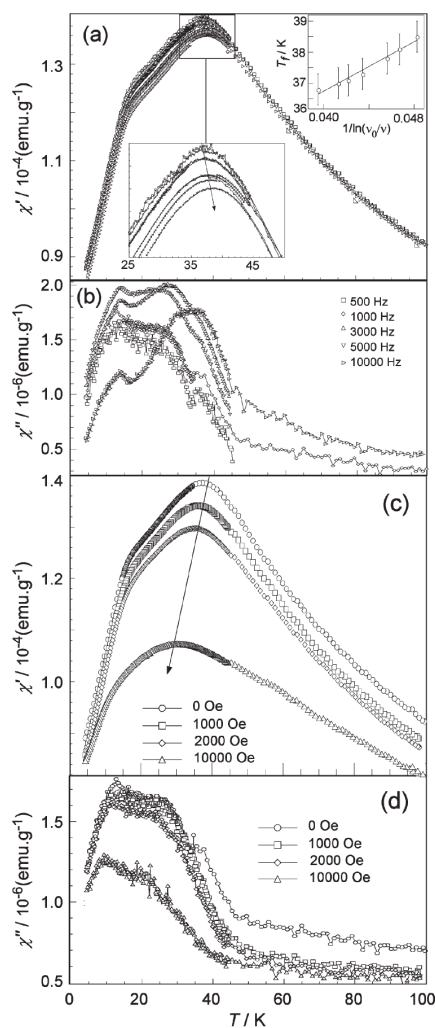 (a)
1.3
1.1
0.9
χ' / 10⁻⁴(emu.g⁻¹)
39
38
37
36
T_f / K
0.040
0.048
1/ln(ν₀/ν)
25
35
45
(b)
2.0
1.5
1.0
0.5
χ'' / 10⁻⁶(emu.g⁻¹)
500 Hz
1000 Hz
3000 Hz
5000 Hz
10000 Hz
(c)
1.4
1.2
1.0
χ' / 10⁻⁴(emu.g⁻¹)
0 Oe
1000 Oe
2000 Oe
10000 Oe
(d)
1.5
1.0
0.5
χ'' / 10⁻⁶(emu.g⁻¹)
0 Oe
1000 Oe
2000 Oe
10000 Oe
0
20
40
60
80
100
T / K